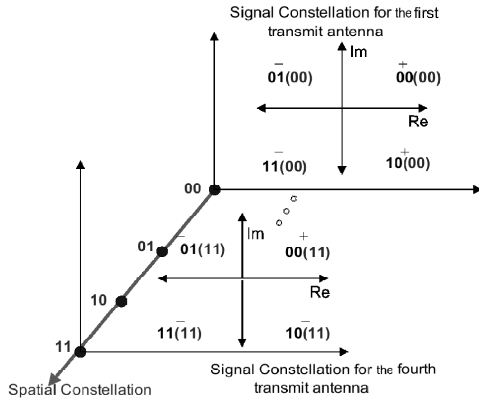 Signal Constellation for the first
transmit antenna
Im
01(00) 00(00)
Re
11(00) 10(00)
00
01
01(11) Im 00(11)
10
Re
11(11) 10(11)
11
Signal Constellation for the fourth
transmit antenna
Spatial Constellation